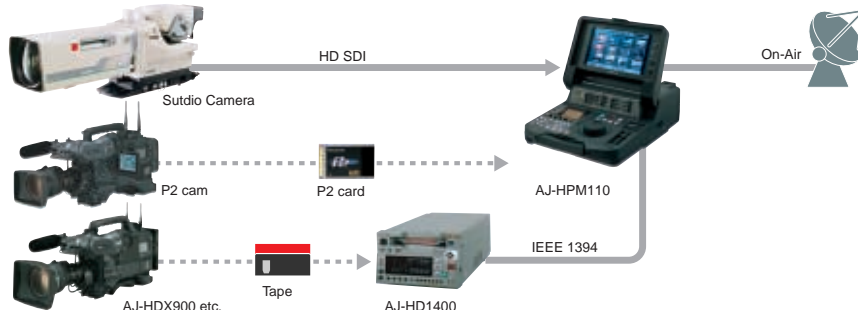 HD SDI
On-Air
Sutdio Camera
P2 cam
P2 card
AJ-HPM110
IEEE 1394
Tape
AJ-HDX900 etc.
AJ-HD1400